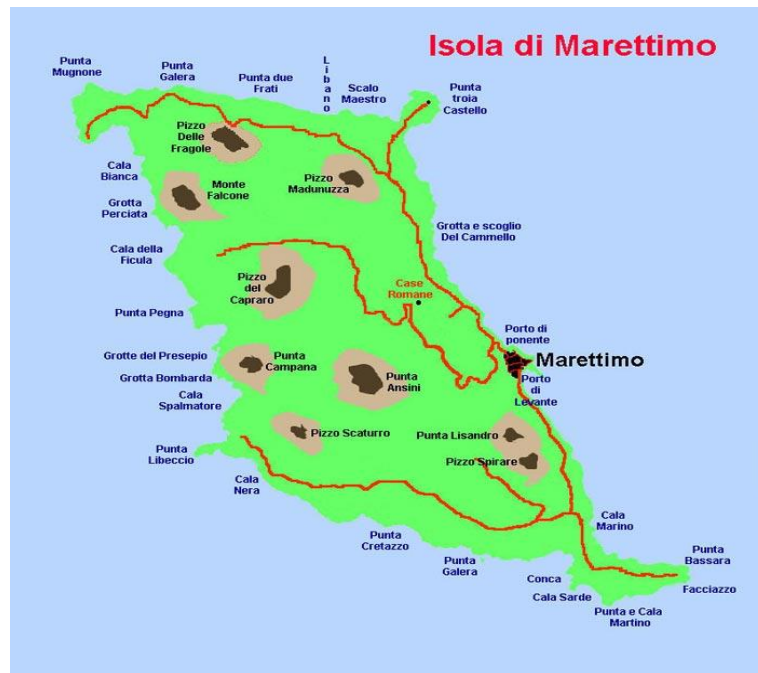 Isola di Marettimo
Punta
Mugnone
Punta
Galera
Punta due
Frati
Libano
Scalo
Maestro
Punta
troia
Castello
Pizzo
Delle
Fragole
Pizzo
Madunuzza
Cala
Bianca
Monte
Falcone
Grotta
Perciata
Grotta e scoglio
Del Cammello
Cala della
Ficula
Pizzo
del
Capraro
Case
Romane
Punta Pegna
Porto di
ponente
Marettimo
Grotte del Presepio
Punta
Campana
Grotta Bombarda
Punta
Ansini
Porto
di
Levante
Cala
Spalmatore
Pizzo Scaturro
Punta Lisandro
Punta
Libeccio
Pizzo Spirare
Cala
Nera
Cala
Marino
Punta
Cretazzo
Punta
Galera
Punta
Bassara
Conca
Facciazzo
Cala Sarde
Punta e Cala
Martino